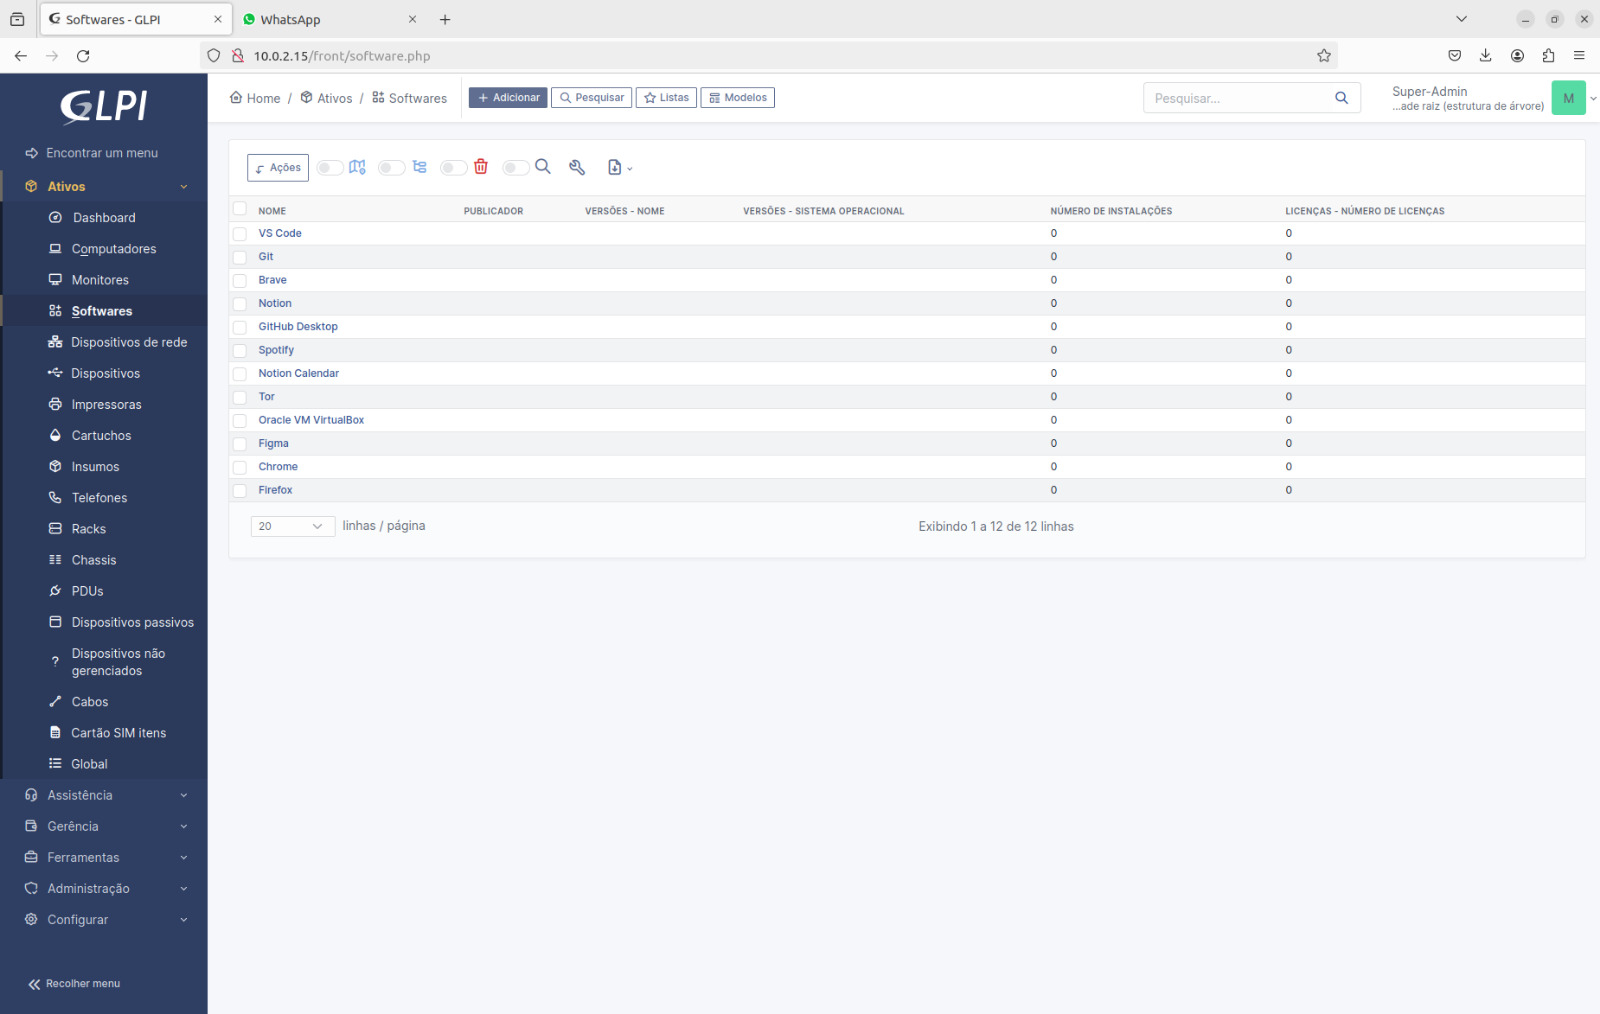 Softwares - GLPI
WhatsApp
10.0.2.15/front/software.php
GLPI
Home / Ativos / Softwares
Adicionar
Pesquisar
Listas
Modelos
Pesquisar...
Super-Admin
...ade raiz (estrutura de árvore)
M
Encontrar um menu
Ativos
Dashboard
Computadores
Monitores
Softwares
Dispositivos de rede
Dispositivos
Impressoras
Cartuchos
Insumos
Telefones
Racks
Chassis
PDUs
Dispositivos passivos
Dispositivos não
gerenciados
Cabos
Cartão SIM itens
Global
Assistência
Gerência
Ferramentas
Administração
Configurar
Recolher menu
Ações
NOME PUBLICADOR VERSÕES - NOME VERSÕES - SISTEMA OPERACIONAL NÚMERO DE INSTALAÇÕES LICENÇAS - NÚMERO DE LICENÇAS
VS Code 0 0
Git 0 0
Brave 0 0
Notion 0 0
GitHub Desktop 0 0
Spotify 0 0
Notion Calendar 0 0
Tor 0 0
Oracle VM VirtualBox 0 0
Figma 0 0
Chrome 0 0
Firefox 0 0
20 linhas / página
Exibindo 1 a 12 de 12 linhas